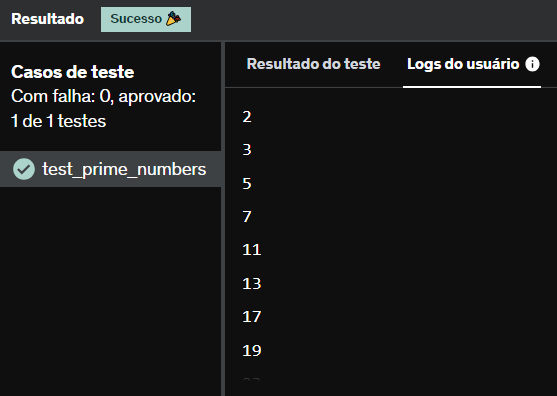 Resultado Sucesso 🎉
Casos de teste
Com falha: 0, aprovado:
1 de 1 testes
test_prime_numbers
Resultado do teste Logs do usuário
2
3
5
7
11
13
17
19